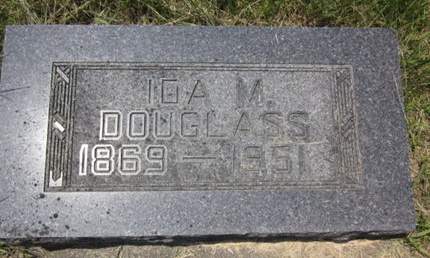 IDA M.
DOUGLASS
1869 — 1951